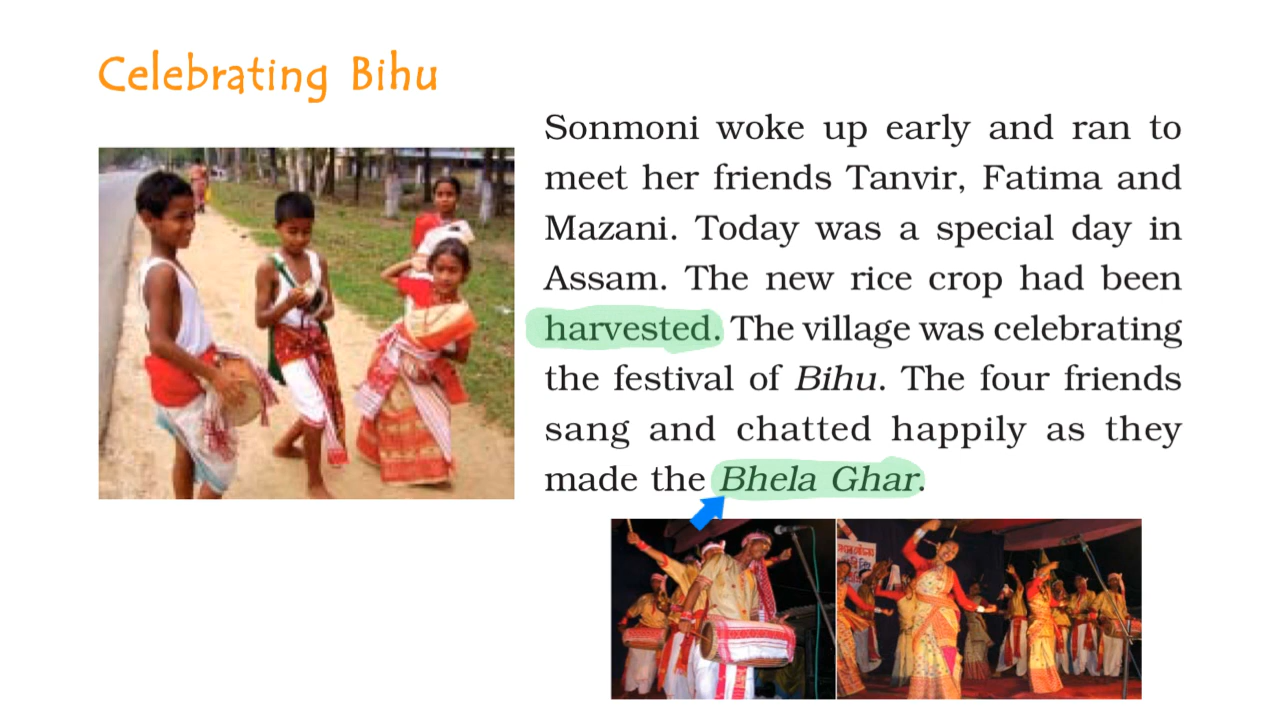 Celebrating Bihu
Sonmoni woke up early and ran to
meet her friends Tanvir, Fatima and
Mazani. Today was a special day in
Assam. The new rice crop had been
harvested. The village was celebrating
the festival of Bihu. The four friends
sang and chatted happily as they
made the Bhela Ghar.